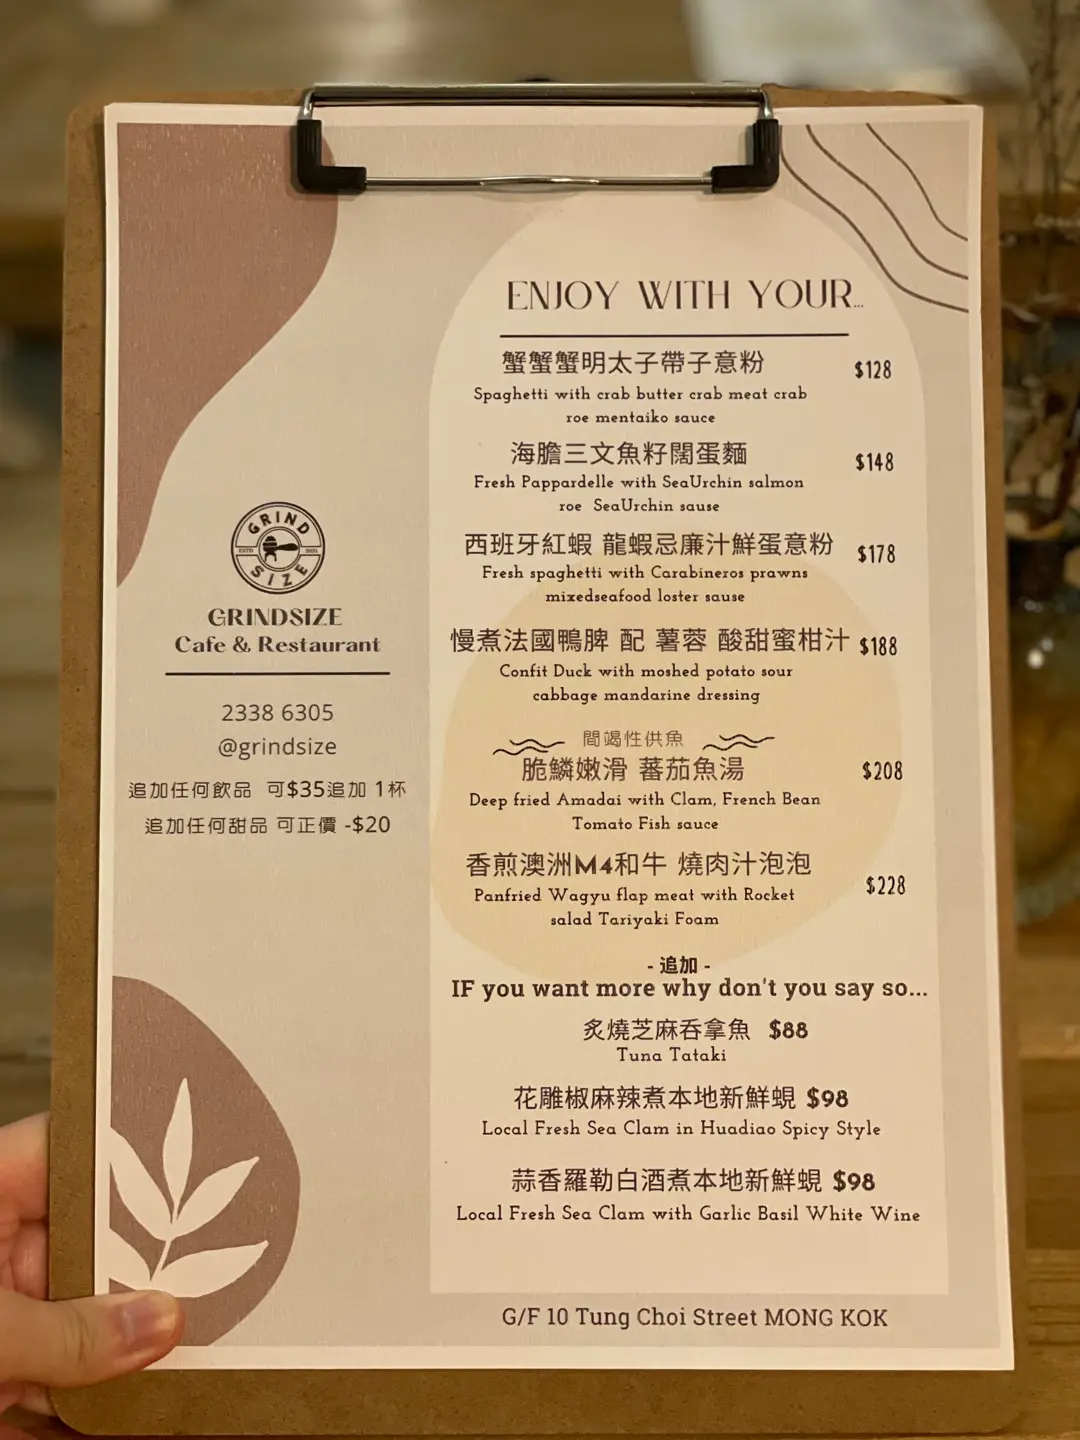 GRIND
ESTD 2021
SIZE
GRINDSIZE
Cafe & Restaurant
2338 6305
@grindsize
追加任何飲品 可$35追加 1杯
追加任何甜品 可正價 -$20
ENJOY WITH YOUR...
蟹蟹蟹明太子帶子意粉 $128
Spaghetti with crab butter crab meat crab
roe mentaiko sauce
海膽三文魚籽闊蛋麵 $148
Fresh Pappardelle with SeaUrchin salmon
roe SeaUrchin sause
西班牙紅蝦 龍蝦忌廉汁鮮蛋意粉 $178
Fresh spaghetti with Carabineros prawns
mixedseafood loster sause
慢煮法國鴨脾 配 薯蓉 酸甜蜜柑汁 $188
Confit Duck with moshed potato sour
cabbage mandarine dressing
間竭性供魚
脆鱗嫩滑 蕃茄魚湯 $208
Deep fried Amadai with Clam, French Bean
Tomato Fish sauce
香煎澳洲M4和牛 燒肉汁泡泡 $228
Panfried Wagyu flap meat with Rocket
salad Tariyaki Foam
- 追加 -
IF you want more why don't you say so...
炙燒芝麻吞拿魚 $88
Tuna Tataki
花雕椒麻辣煮本地新鮮蜆 $98
Local Fresh Sea Clam in Huadiao Spicy Style
蒜香羅勒白酒煮本地新鮮蜆 $98
Local Fresh Sea Clam with Garlic Basil White Wine
G/F 10 Tung Choi Street MONG KOK